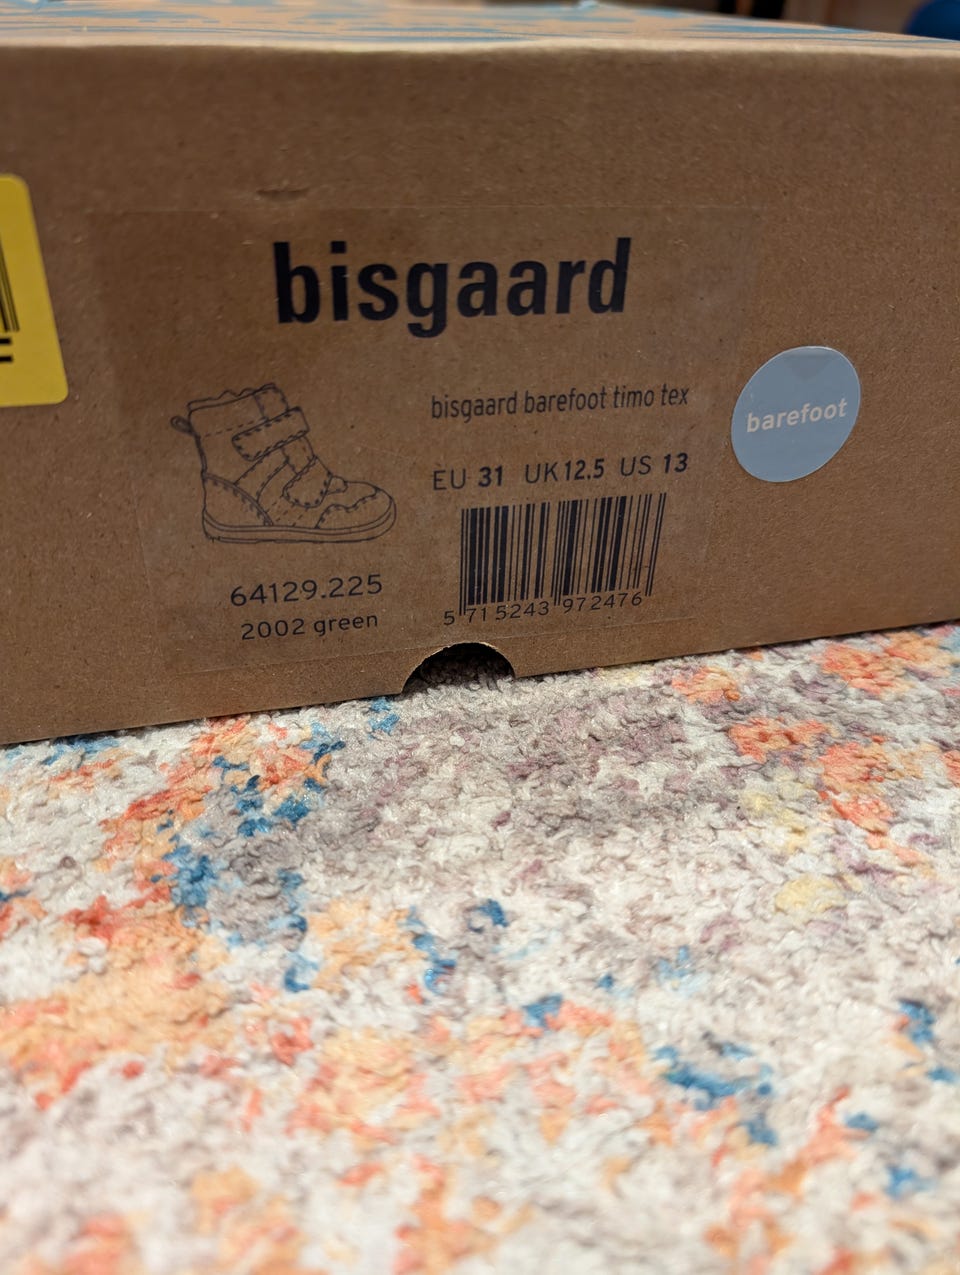 bisgaard
bisgaard barefoot timo tex
barefoot
EU 31 UK 12.5 US 13
5 715243 972476
64129.225
2002 green